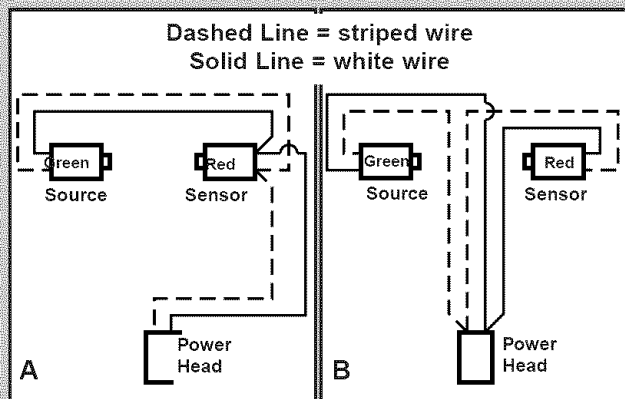 Dashed Line = striped wire
Solid Line = white wire
Green
Source
Red
Sensor
Power
Head
A
Green
Source
Red
Sensor
Power
Head
B